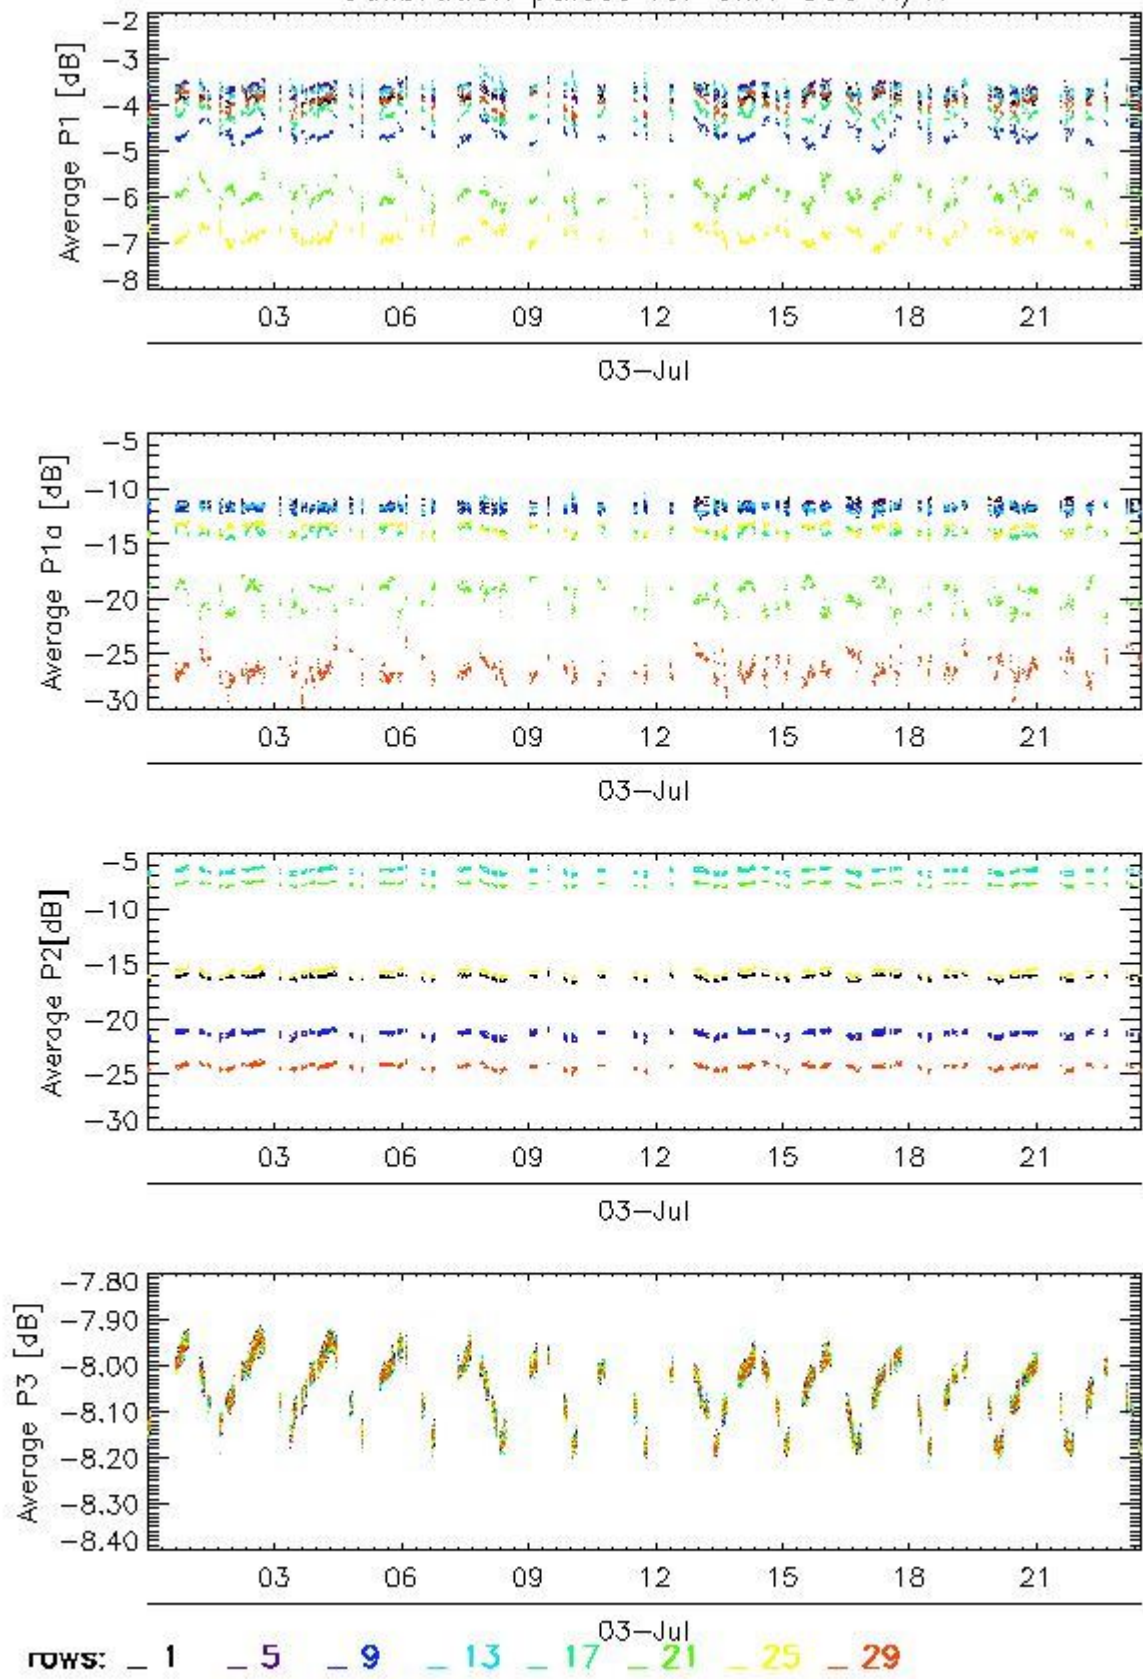 -2
-3
-4
-5
-6
-7
-8
Average P1 [dB]
03 06 09 12 15 18 21
03-Jul
-5
-10
-15
-20
-25
-30
Average P1a [dB]
03 06 09 12 15 18 21
03-Jul
-5
-10
-15
-20
-25
-30
Average P2[dB]
03 06 09 12 15 18 21
03-Jul
-7.80
-7.90
-8.00
-8.10
-8.20
-8.30
-8.40
Average P3 [dB]
03 06 09 12 15 18 21
03-Jul
rows: _ 1 _ 5 _ 9 _ 13 _ 17 _ 21 _ 25 _ 29